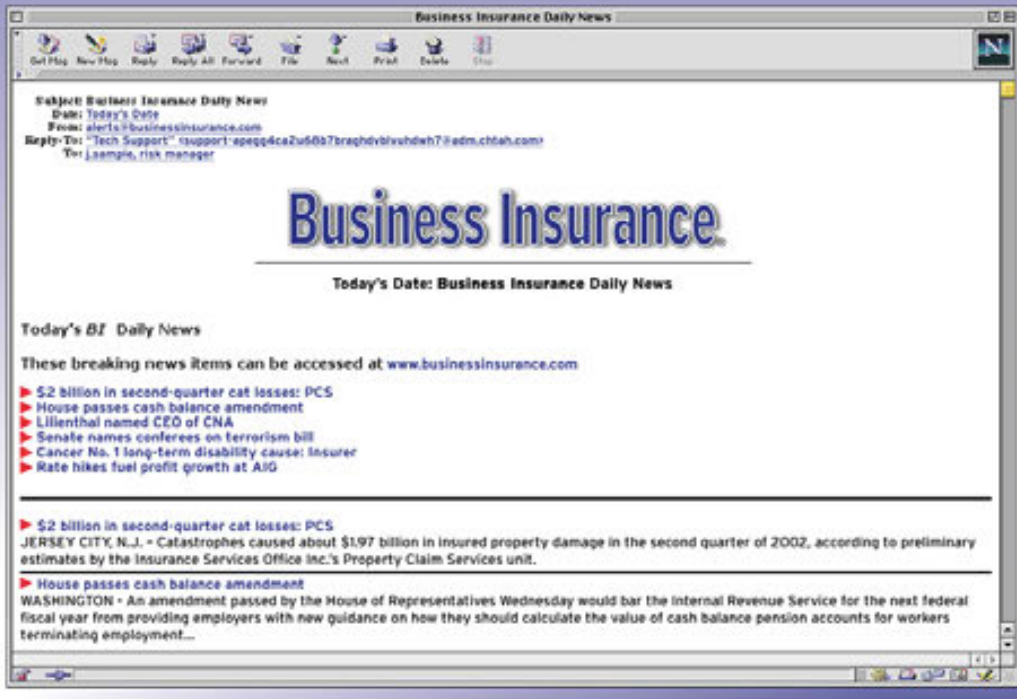 Business Insurance Daily News
Get Msg New Msg Reply Reply All Forward File Next Print Delete Stop
N
Subject: Business Insurance Daily News
Date: Today's Date
From: alerts@businessinsurance.com
Reply-To: "Tech Support"
To: j.sample, risk manager
Business Insurance
Today's Date: Business Insurance Daily News
Today's BI Daily News
These breaking news items can be accessed at www.businessinsurance.com
$2 billion in second-quarter cat losses: PCS
House passes cash balance amendment
Lilienthal named CEO of CNA
Senate names conferees on terrorism bill
Cancer No. 1 long-term disability cause: Insurer
Rate hikes fuel profit growth at AIG
$2 billion in second-quarter cat losses: PCS
JERSEY CITY, N.J. - Catastrophes caused about $1.97 billion in insured property damage in the second quarter of 2002, according to preliminary
estimates by the Insurance Services Office Inc.'s Property Claim Services unit.
House passes cash balance amendment
WASHINGTON - An amendment passed by the House of Representatives Wednesday would bar the Internal Revenue Service for the next federal
fiscal year from providing employers with new guidance on how they should calculate the value of cash balance pension accounts for workers
terminating employment...